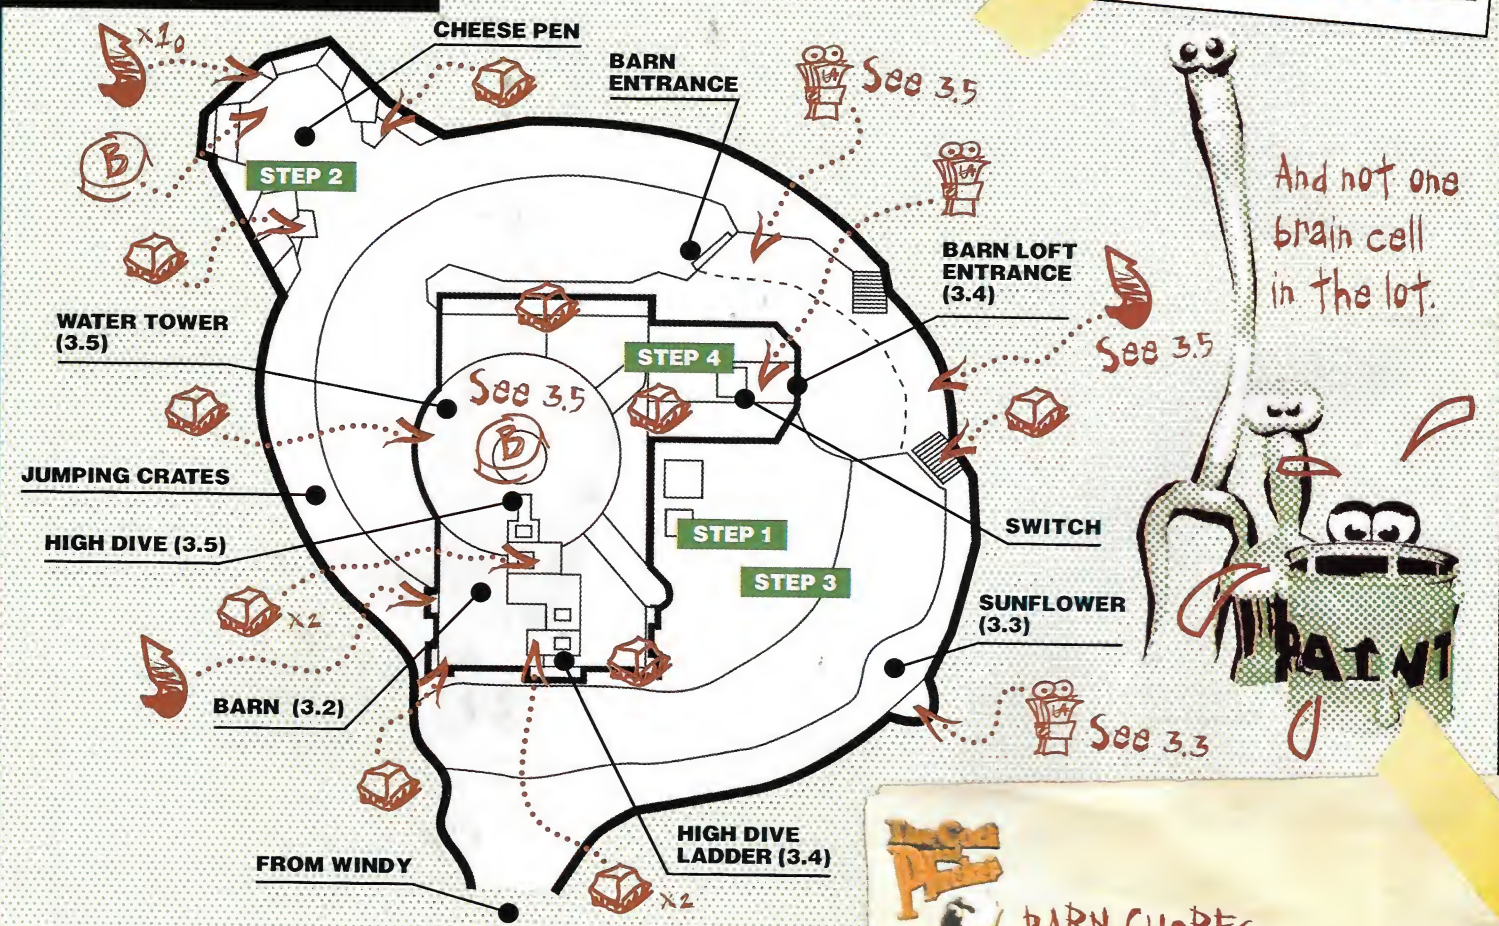 CHEESE PEN
x10
BARN
ENTRANCE
See 3.5
B
STEP 2
And not one
brain cell
in the lot.
BARN LOFT
ENTRANCE
(3.4)
WATER TOWER
(3.5)
STEP 4
See 3.5
See 3.5
B
JUMPING CRATES
STEP 1
SWITCH
HIGH DIVE (3.5)
STEP 3
SUNFLOWER
(3.3)
x2
PAINT
BARN (3.2)
See 3.3
HIGH DIVE
LADDER (3.4)
FROM WINDY
x2
BARN CHORES